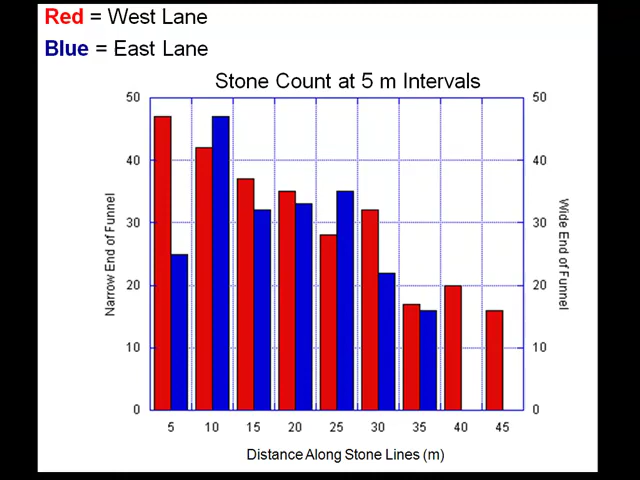 Red = West Lane
Blue = East Lane
Stone Count at 5 m Intervals
50 50
40 40
30 30
20 20
10 10
0 0
Narrow End of Funnel
Wide End of Funnel
5 10 15 20 25 30 35 40 45
Distance Along Stone Lines (m)